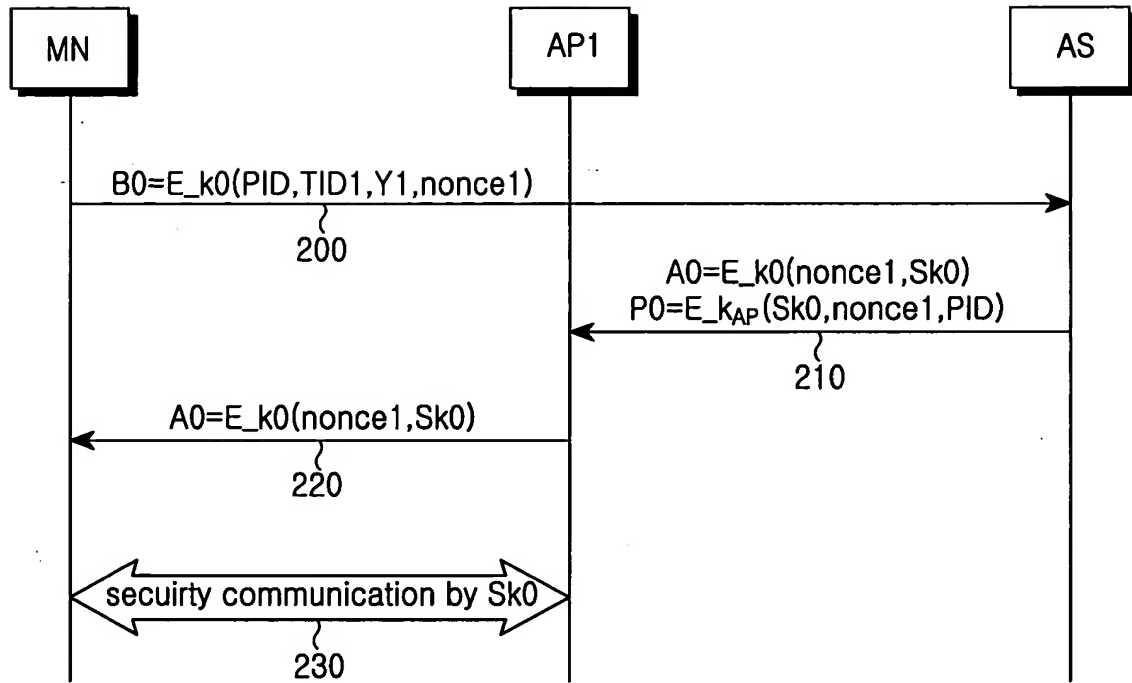 MN
AP1
AS
B0=E_k0(PID,TID1,Y1,nonce1)
200
A0=E_k0(nonce1,Sk0)
P0=E_kAP(Sk0,nonce1,PID)
210
A0=E_k0(nonce1,Sk0)
220
secuirty communication by Sk0
230